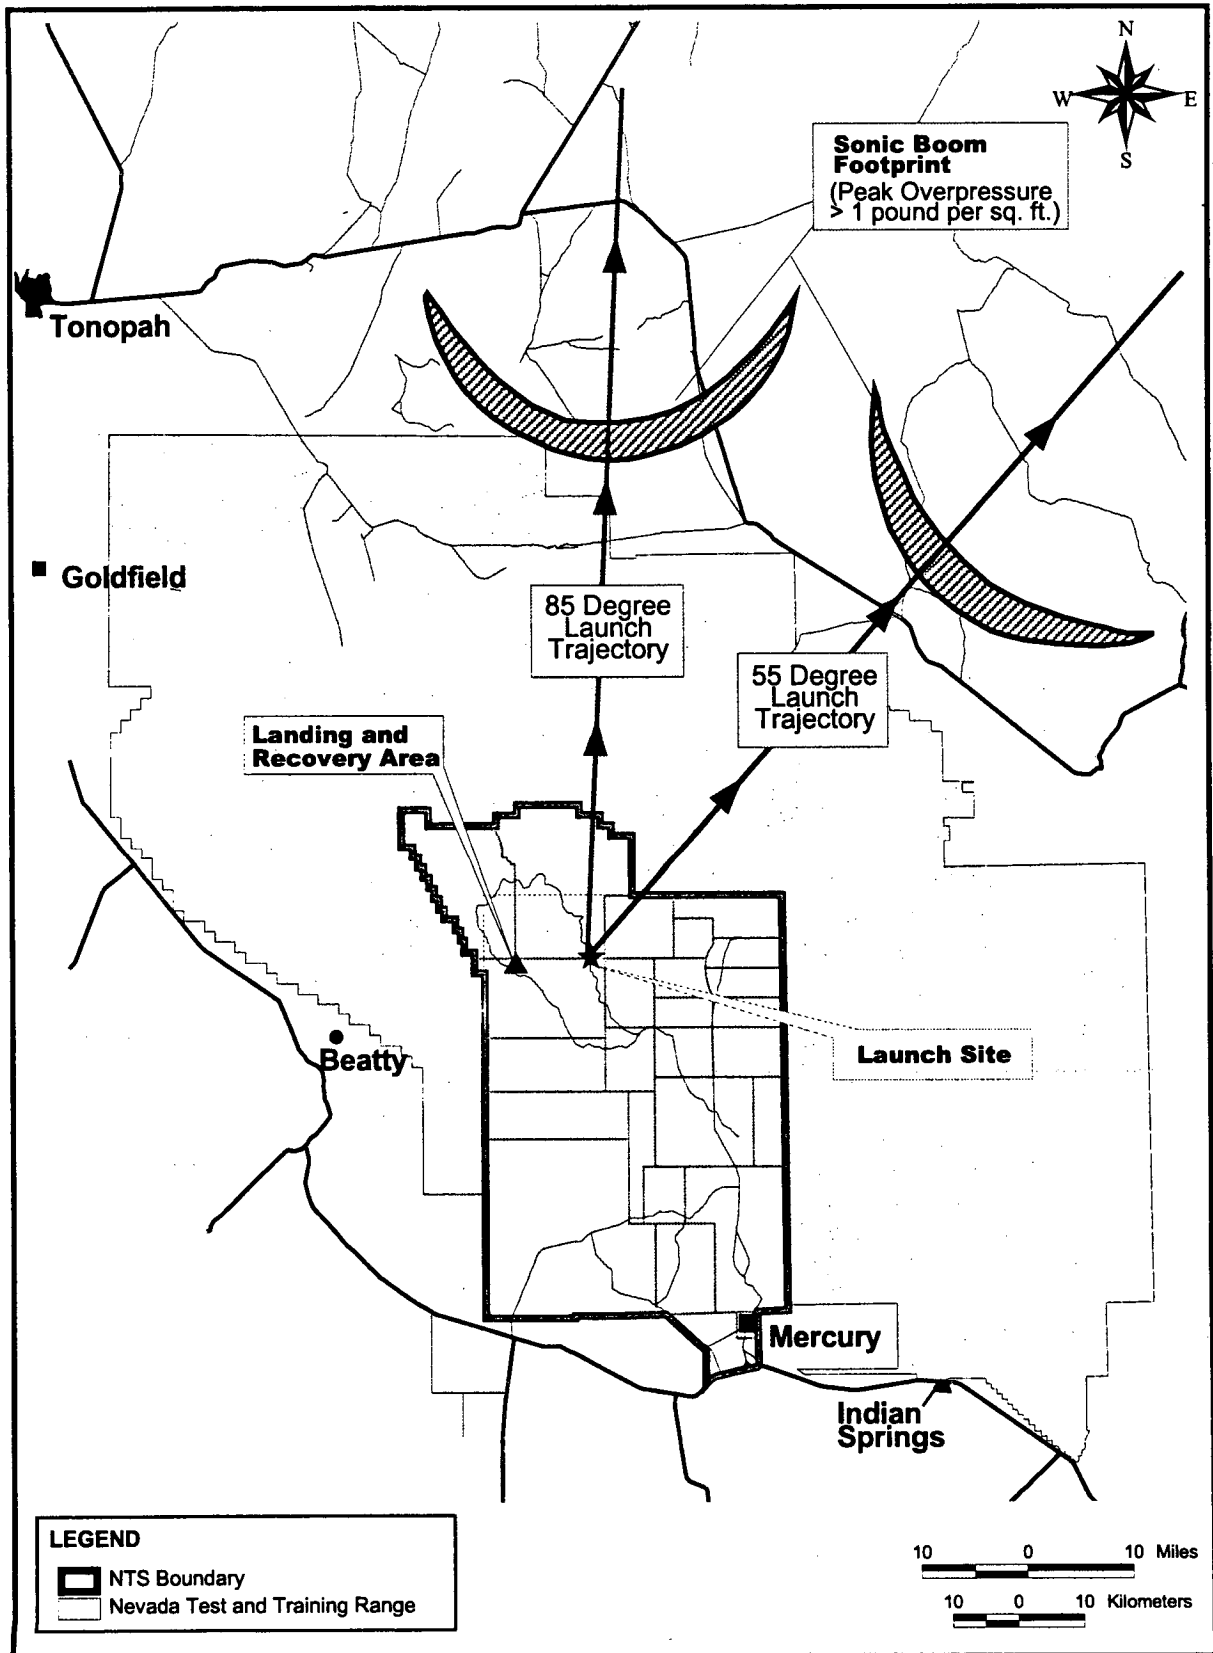 N
W
E
S
Sonic Boom
Footprint
(Peak Overpressure
> 1 pound per sq. ft.)
Tonopah
Goldfield
85 Degree
Launch
Trajectory
55 Degree
Launch
Trajectory
Landing and
Recovery Area
Beatty
Launch Site
Mercury
Indian
Springs
LEGEND
NTS Boundary
Nevada Test and Training Range
10 0 10 Miles
10 0 10 Kilometers